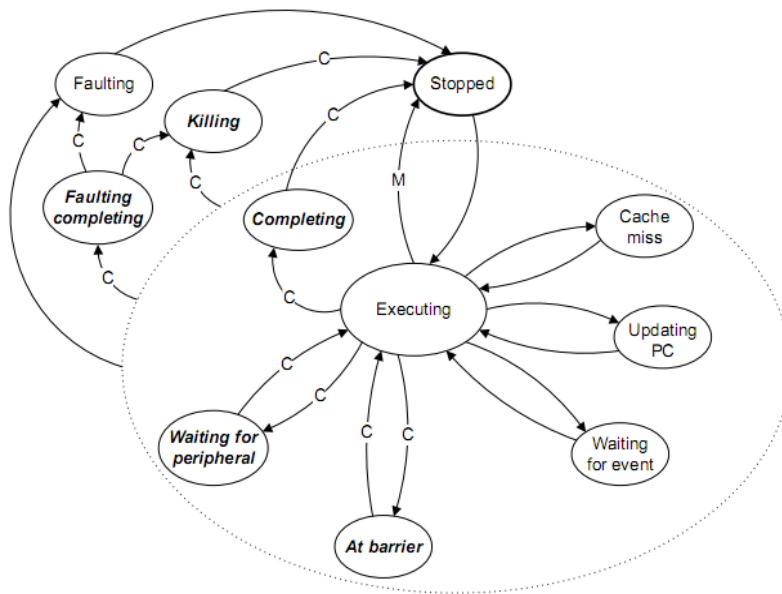 Faulting
C
Stopped
Killing
C
C
C
Faulting
completing
C
M
Completing
Cache
miss
C
C
Executing
Updating
PC
C
C
Waiting for
peripheral
C
C
Waiting
for event
At barrier